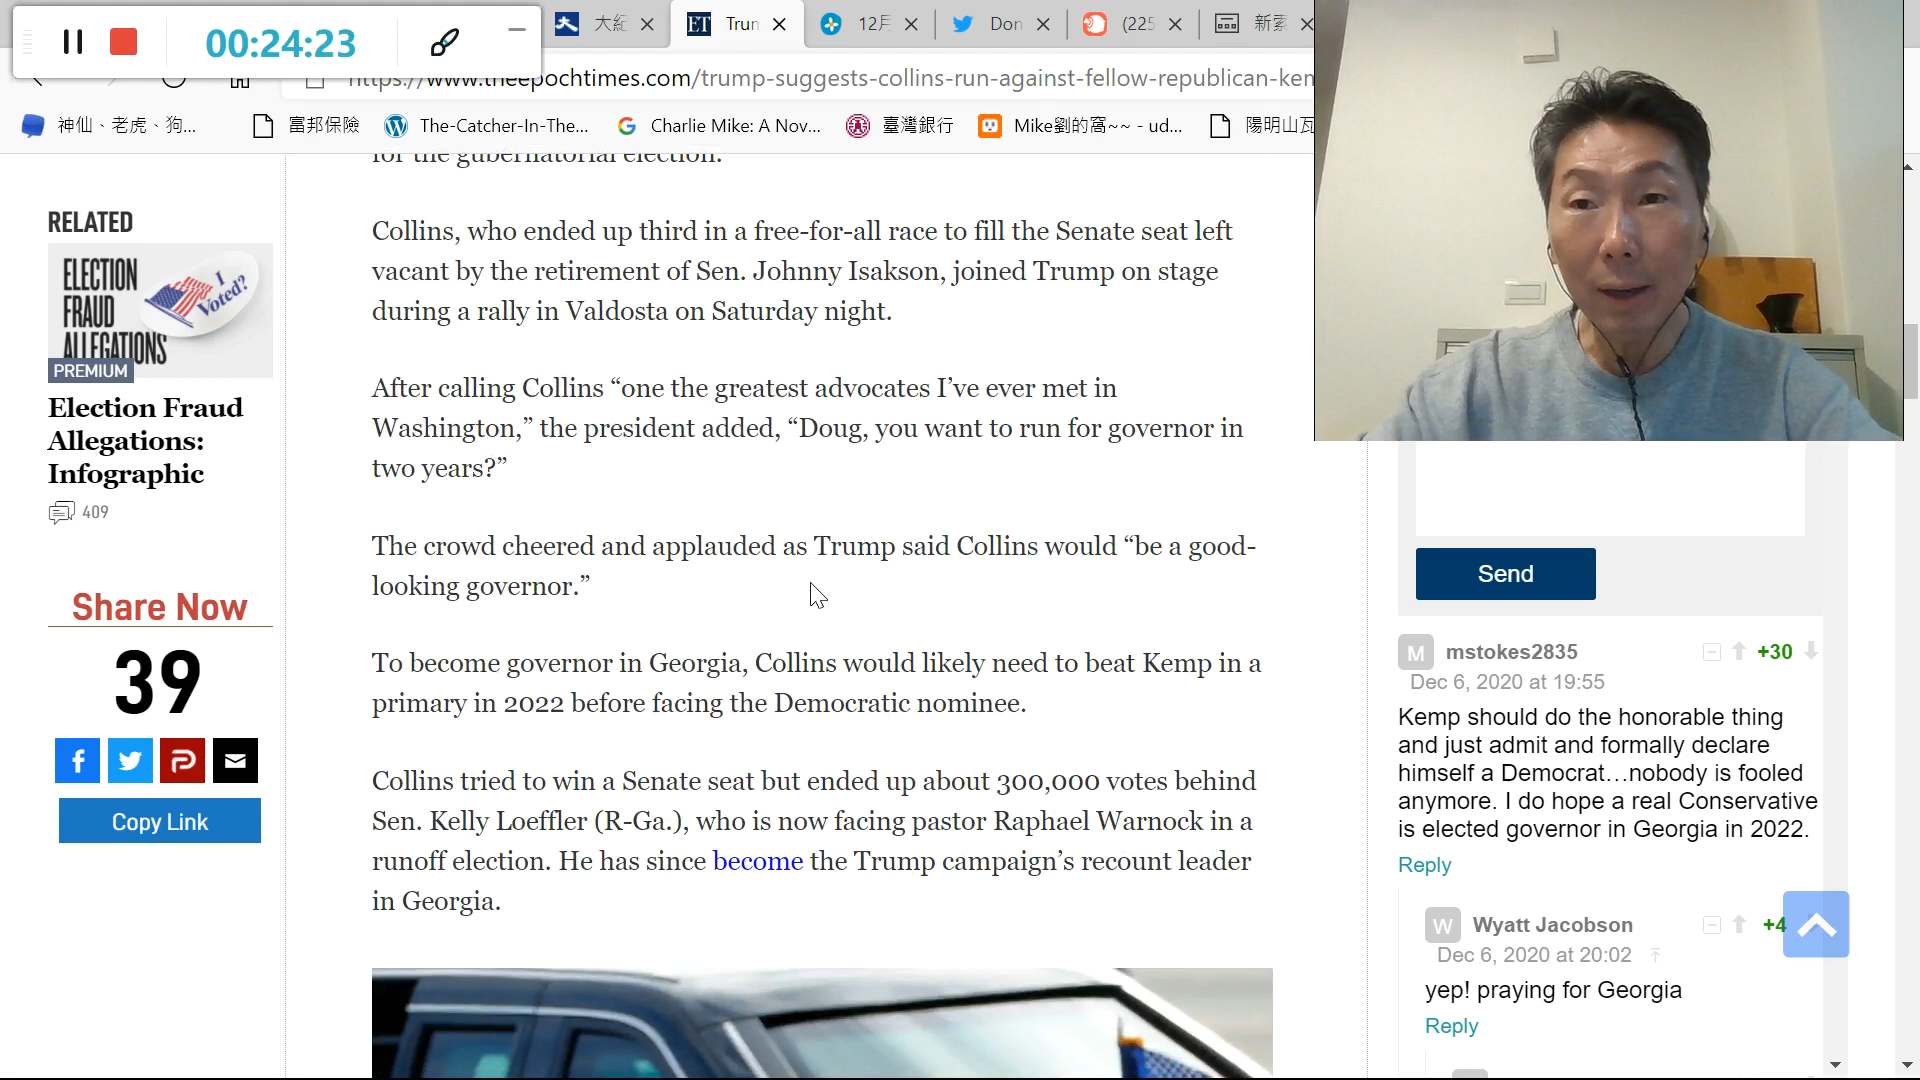 00:24:23
大紀
ET
Trum
12月
Don
(225
新索
https://www.theepochtimes.com/trump-suggests-collins-run-against-fellow-republican-kem
神仙、老虎、狗...
富邦保險
The-Catcher-In-The...
Charlie Mike: A Nov...
臺灣銀行
Mike劉的窩~~ - ud...
陽明山瓦
for the gubernatorial election.
Collins, who ended up third in a free-for-all race to fill the Senate seat left
vacant by the retirement of Sen. Johnny Isakson, joined Trump on stage
during a rally in Valdosta on Saturday night.
After calling Collins “one the greatest advocates I’ve ever met in
Washington,” the president added, “Doug, you want to run for governor in
two years?”
The crowd cheered and applauded as Trump said Collins would “be a good-
looking governor.”
To become governor in Georgia, Collins would likely need to beat Kemp in a
primary in 2022 before facing the Democratic nominee.
Collins tried to win a Senate seat but ended up about 300,000 votes behind
Sen. Kelly Loeffler (R-Ga.), who is now facing pastor Raphael Warnock in a
runoff election. He has since become the Trump campaign’s recount leader
in Georgia.
RELATED
ELECTION
FRAUD
ALLEGATIONS
I
Voted?
PREMIUM
Election Fraud
Allegations:
Infographic
409
Share Now
39
Copy Link
Send
M
mstokes2835
+30
Dec 6, 2020 at 19:55
Kemp should do the honorable thing
and just admit and formally declare
himself a Democrat...nobody is fooled
anymore. I do hope a real Conservative
is elected governor in Georgia in 2022.
Reply
W
Wyatt Jacobson
+4
Dec 6, 2020 at 20:02
yep! praying for Georgia
Reply